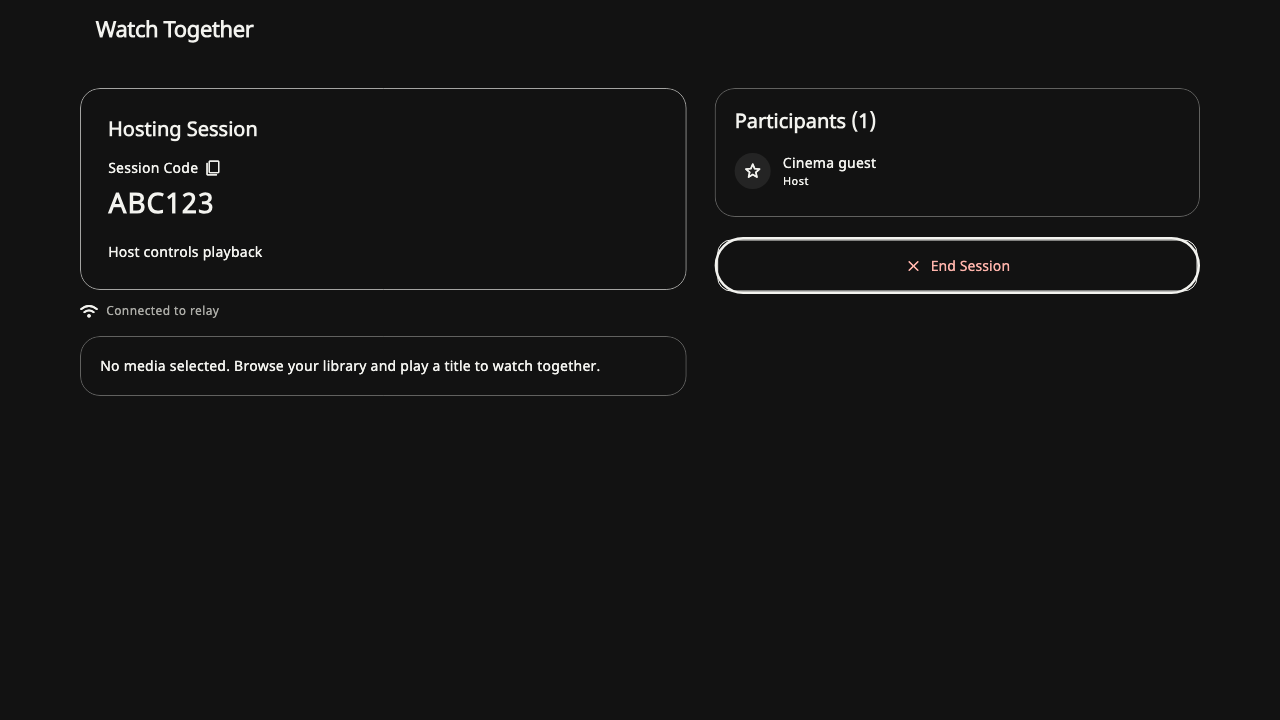 Watch Together
Hosting Session
Session Code
ABC123
Host controls playback
Connected to relay
No media selected. Browse your library and play a title to watch together.
Participants (1)
Cinema guest
Host
End Session